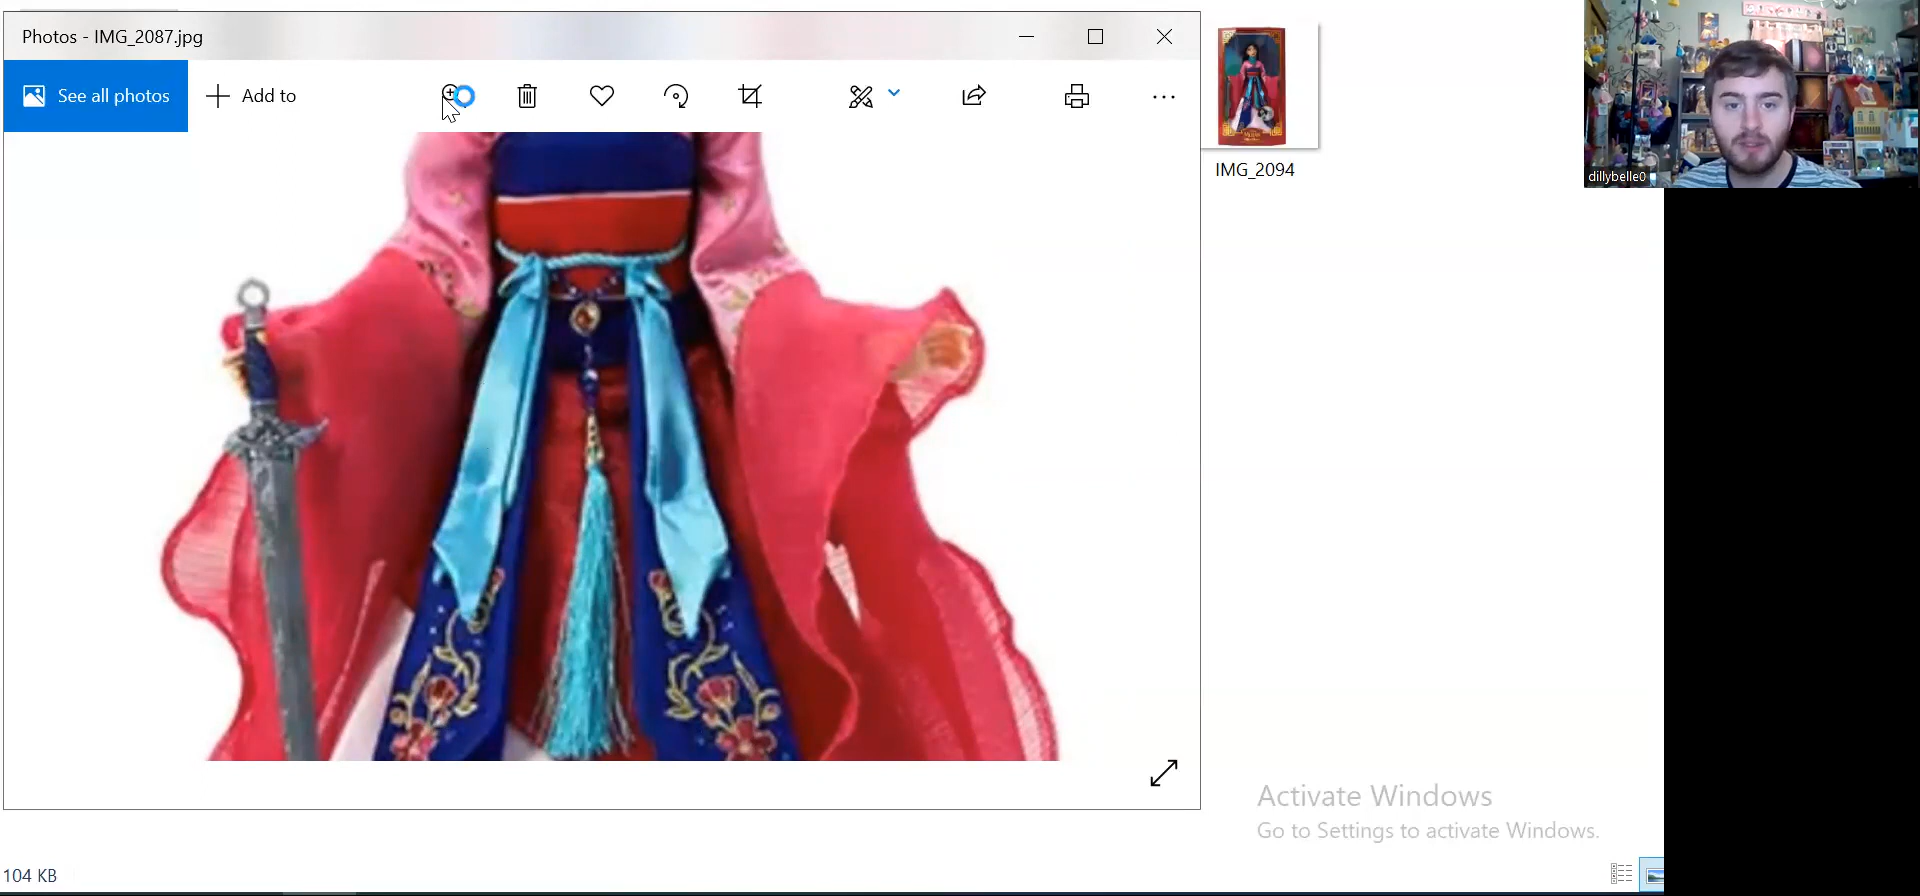 Photos - IMG_2087.jpg
See all photos
Add to
IMG_2094
dillybelle0
Activate Windows
Go to Settings to activate Windows.
104 KB